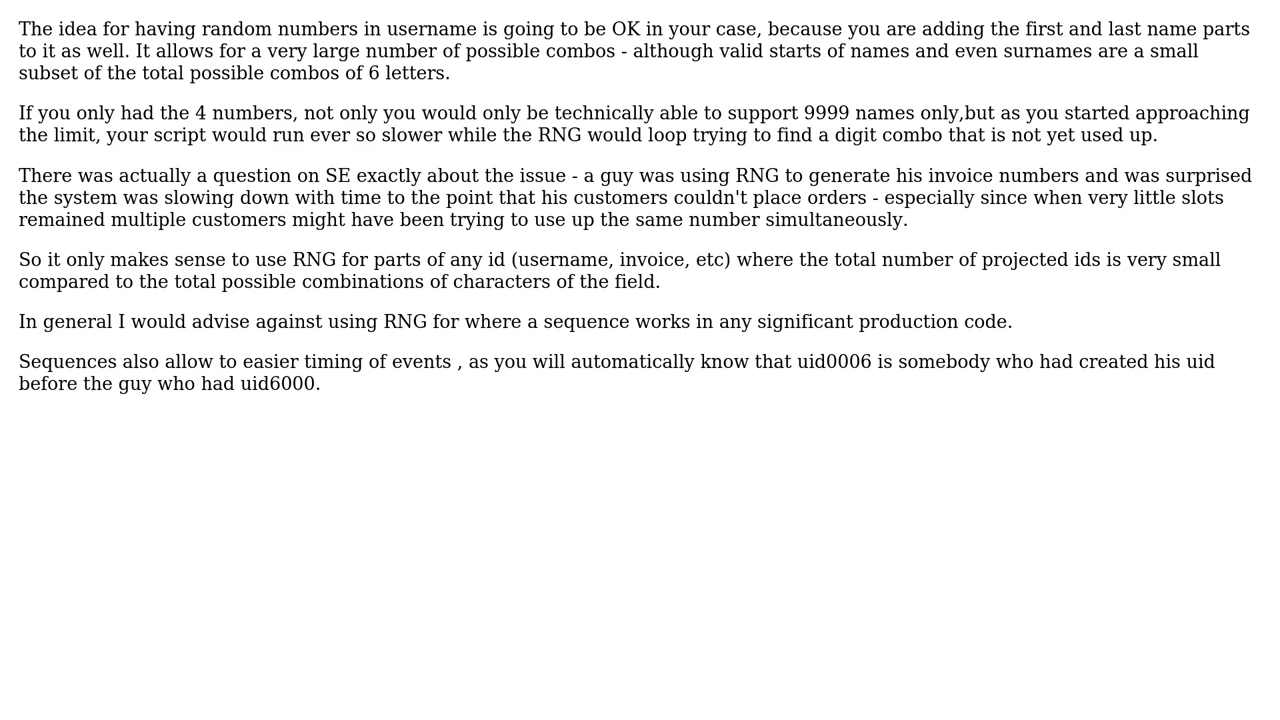 The idea for having random numbers in username is going to be OK in your case, because you are adding the first and last name parts
to it as well. It allows for a very large number of possible combos - although valid starts of names and even surnames are a small
subset of the total possible combos of 6 letters.
If you only had the 4 numbers, not only you would only be technically able to support 9999 names only,but as you started approaching
the limit, your script would run ever so slower while the RNG would loop trying to find a digit combo that is not yet used up.
There was actually a question on SE exactly about the issue - a guy was using RNG to generate his invoice numbers and was surprised
the system was slowing down with time to the point that his customers couldn't place orders - especially since when very little slots
remained multiple customers might have been trying to use up the same number simultaneously.
So it only makes sense to use RNG for parts of any id (username, invoice, etc) where the total number of projected ids is very small
compared to the total possible combinations of characters of the field.
In general I would advise against using RNG for where a sequence works in any significant production code.
Sequences also allow to easier timing of events , as you will automatically know that uid0006 is somebody who had created his uid
before the guy who had uid6000.